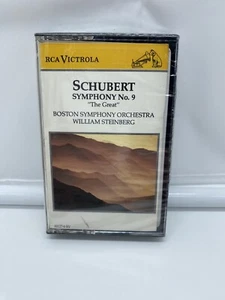 RCA VICTROLA
SCHUBERT
SYMPHONY No. 9
"The Great"
BOSTON SYMPHONY ORCHESTRA
WILLIAM STEINBERG